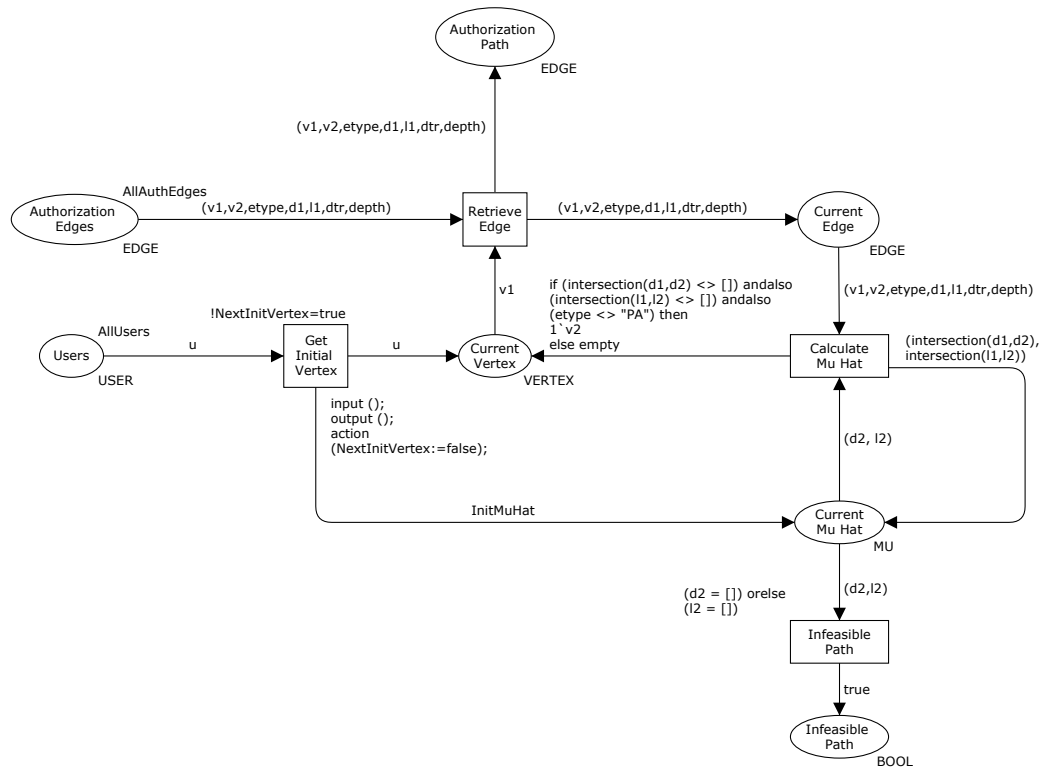 Authorization
Path
EDGE
(v1,v2,etype,d1,l1,dtr,depth)
AllAuthEdges
Authorization
Edges
EDGE
(v1,v2,etype,d1,l1,dtr,depth)
Retrieve
Edge
(v1,v2,etype,d1,l1,dtr,depth)
Current
Edge
EDGE
v1
if (intersection(d1,d2) <> []) andalso
(intersection(l1,l2) <> []) andalso
(etype <> "PA") then
1`v2
else empty
(v1,v2,etype,d1,l1,dtr,depth)
!NextInitVertex=true
AllUsers
Users
USER
u
Get
Initial
Vertex
u
Current
Vertex
VERTEX
Calculate
Mu Hat
(intersection(d1,d2),
intersection(l1,l2))
input ();
output ();
action
(NextInitVertex:=false);
(d2, l2)
InitMuHat
Current
Mu Hat
MU
(d2 = []) orelse
(l2 = [])
(d2,l2)
Infeasible
Path
true
Infeasible
Path
BOOL